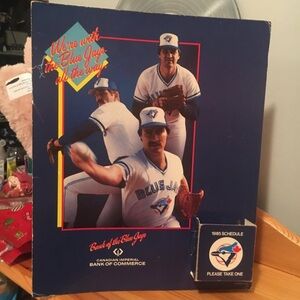 We're with
the Blue Jays
all the way.
BLUE JAYS
Bank of the Blue Jays
CANADIAN IMPERIAL
BANK OF COMMERCE
1985 SCHEDULE
PLEASE TAKE ONE